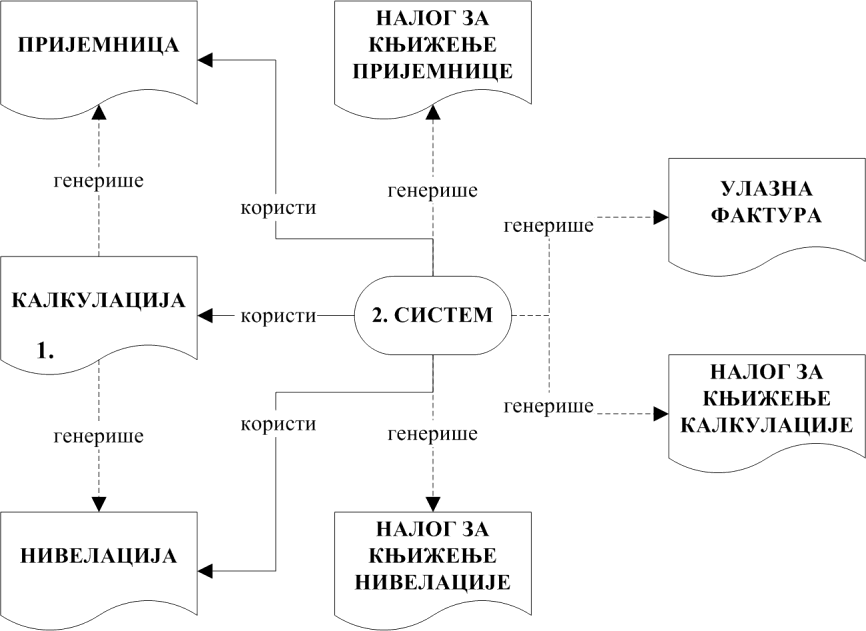 ПРИЈЕМНИЦА
НАЛОГ ЗА
КЊИЖЕЊЕ
ПРИЈЕМНИЦЕ
генерише
генерише
користи
УЛАЗНА
ФАКТУРА
генерише
КАЛКУЛАЦИЈА
1.
користи
2. СИСТЕМ
НАЛОГ ЗА
КЊИЖЕЊЕ
КАЛКУЛАЦИЈЕ
генерише
генерише
користи
генерише
НИВЕЛАЦИЈА
НАЛОГ ЗА
КЊИЖЕЊЕ
НИВЕЛАЦИЈЕ